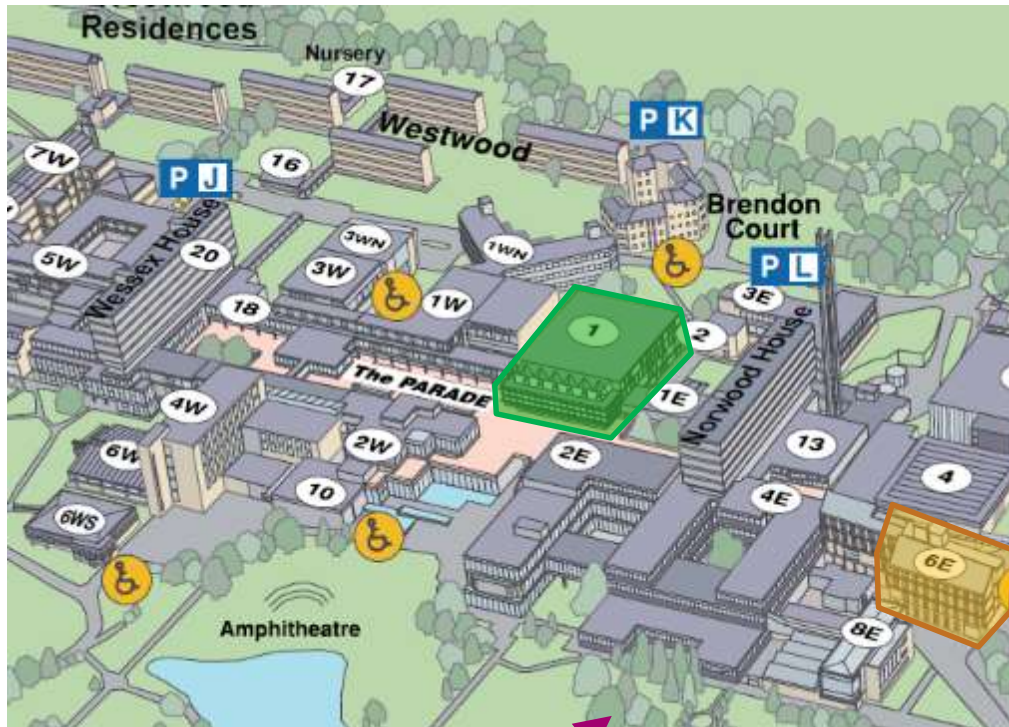 Residences
Nursery
17
Westwood
P K
7W
16
P J
Brendon
Court
3WN
1WN
5W
Wessex House
20
3W
P L
1W
3E
18
1
2
The PARADE
1E
Norwood House
4W
2W
13
6W
2E
10
4
4E
6WS
6E
Amphitheatre
8E